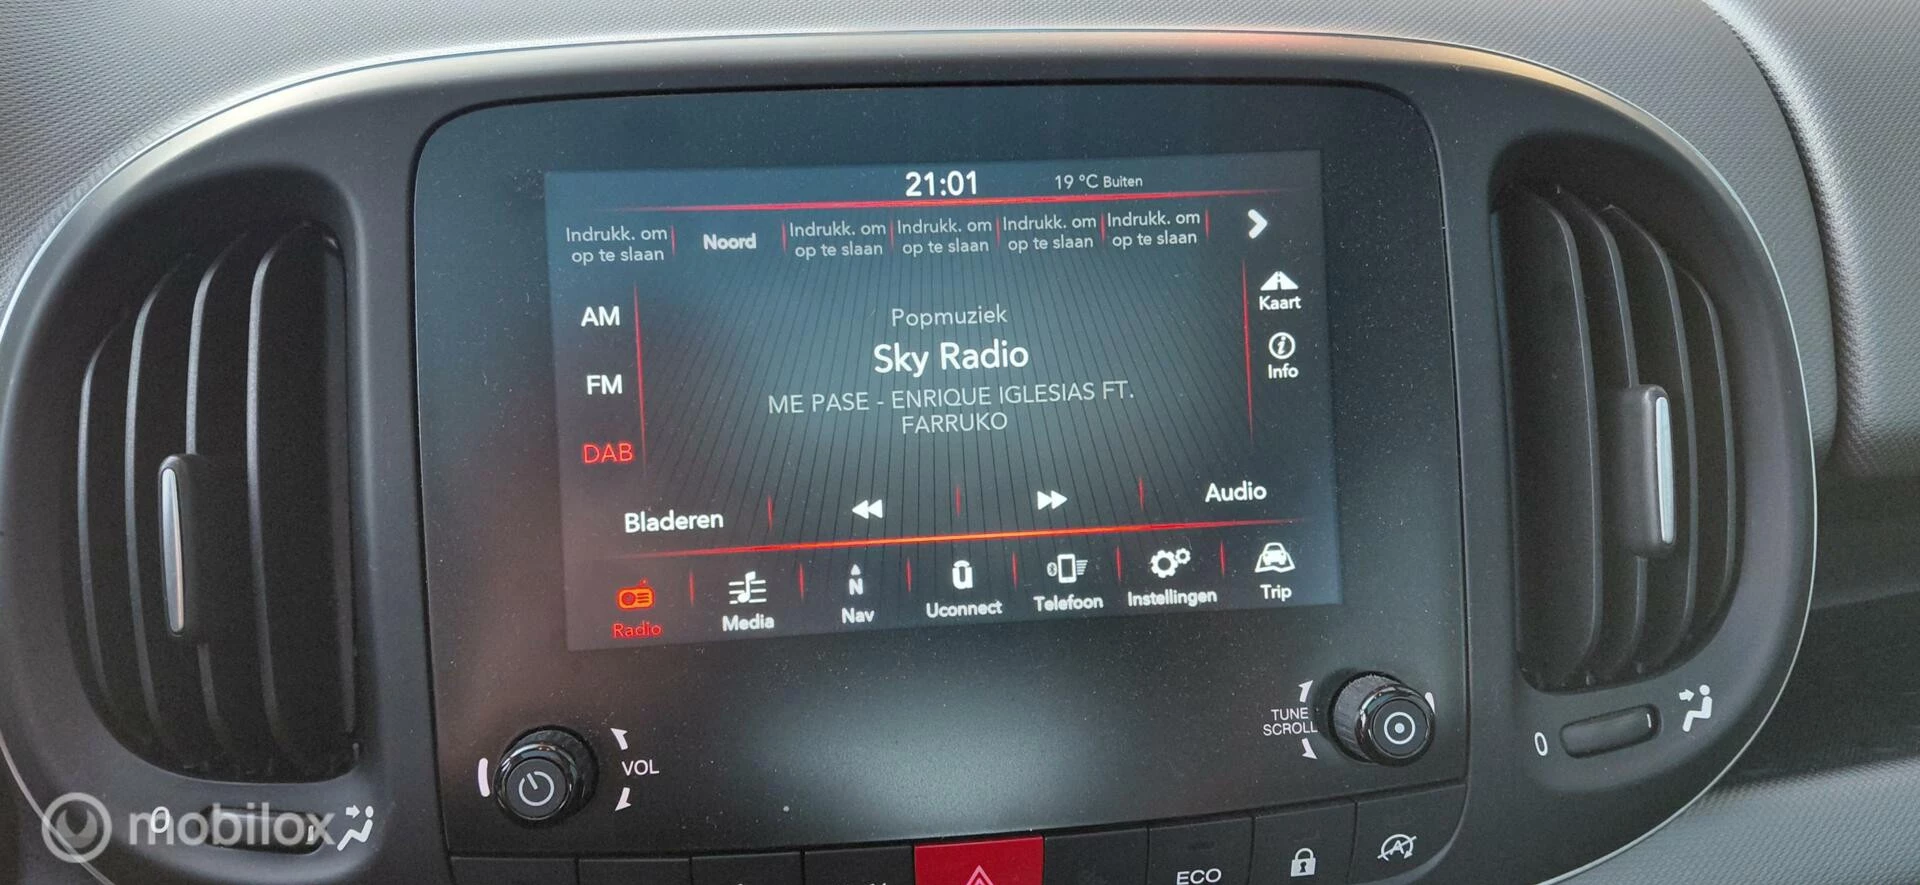 21:01
19 °C Buiten
Indrukk. om
op te slaan
Noord
Indrukk. om
op te slaan
Indrukk. om
op te slaan
Indrukk. om
op te slaan
Indrukk. om
op te slaan
AM
FM
DAB
Popmuziek
Sky Radio
ME PASE - ENRIQUE IGLESIAS FT.
FARRUKO
Kaart
Info
Bladeren
Audio
Radio
Media
N
Nav
Uconnect
Telefoon
Instellingen
Trip
VOL
TUNE
SCROLL
0
0
ECO
A
mobilox